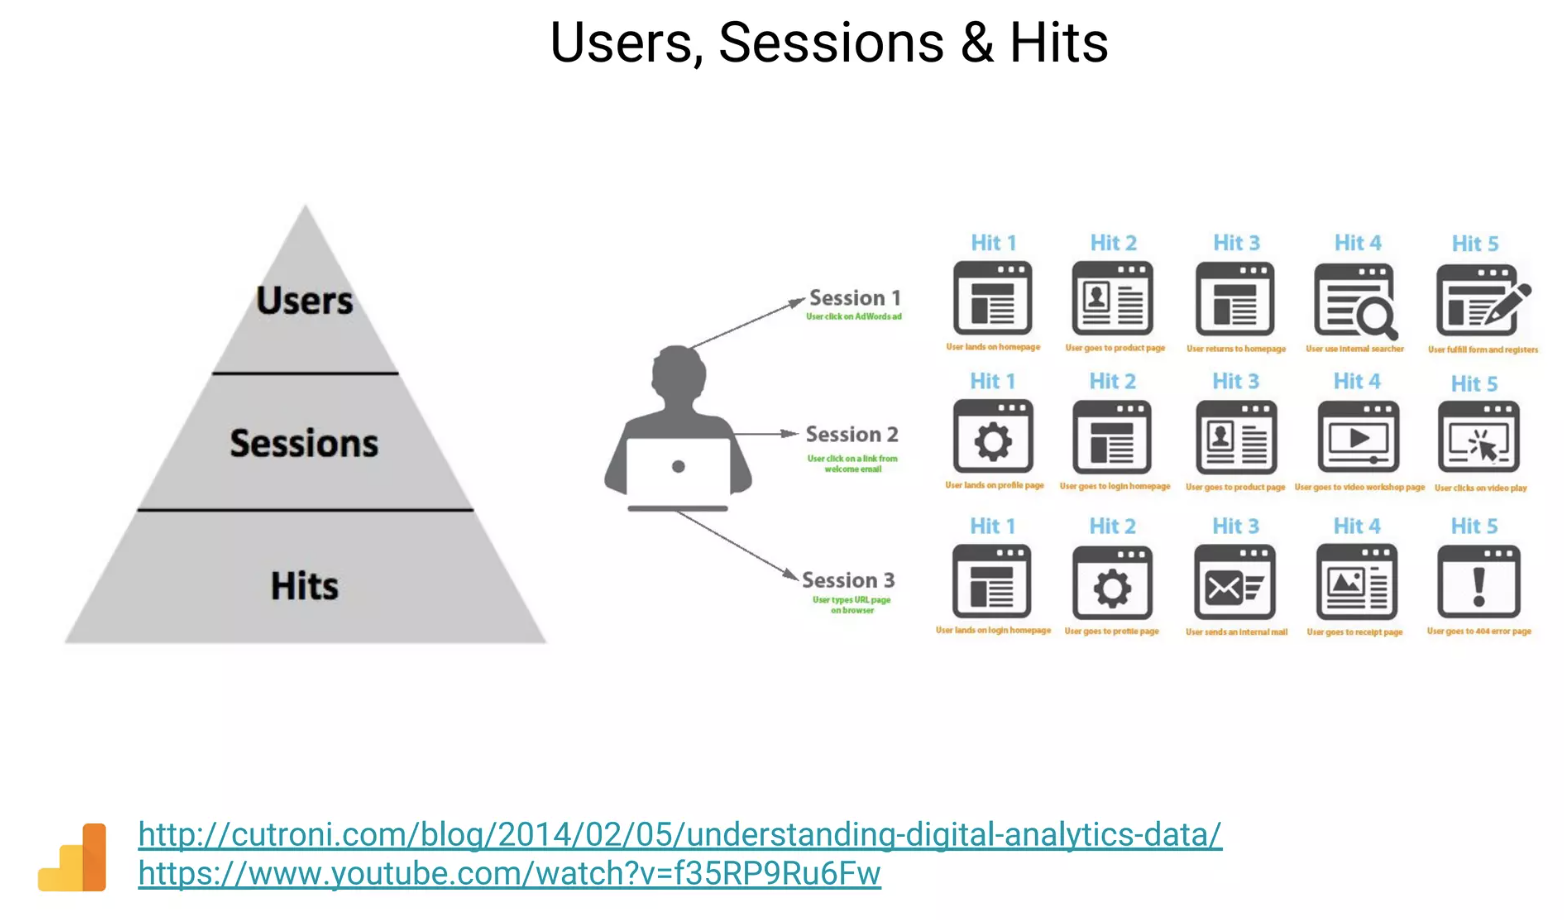 Users, Sessions & Hits
Users
Sessions
Hits
Session 1
User click on AdWords ad
Hit 1
Hit 2
Hit 3
Hit 4
Hit 5
User lands on homepage
User goes to product page
User returns to homepage
User use internal searcher
User fulfill form and registers
Session 2
User click on a link from
welcome email
Hit 1
Hit 2
Hit 3
Hit 4
Hit 5
User lands on profile page
User goes to login homepage
User goes to product page
User goes to video workshop page
User clicks on video play
Session 3
User types URL page
on browser
Hit 1
Hit 2
Hit 3
Hit 4
Hit 5
User lands on login homepage
User goes to profile page
User sends an internal mail
User goes to receipt page
User goes to 404 error page
http://cutroni.com/blog/2014/02/05/understanding-digital-analytics-data/
https://www.youtube.com/watch?v=f35RP9Ru6Fw